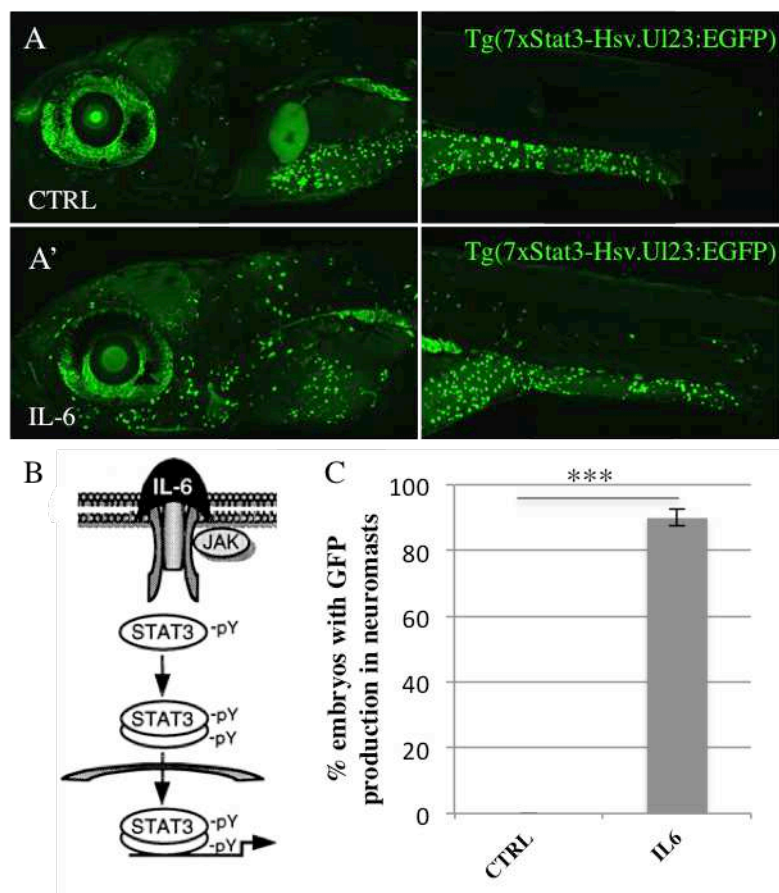 A
Tg(7xStat3-Hsv.Ul23:EGFP)
CTRL
A'
Tg(7xStat3-Hsv.Ul23:EGFP)
IL-6
B
IL-6
JAK
STAT3 -pY
STAT3 -pY
-pY
STAT3 -pY
-pY
C
***
% embryos with GFP
production in neuromasts
100
80
60
40
20
0
CTRL
IL6